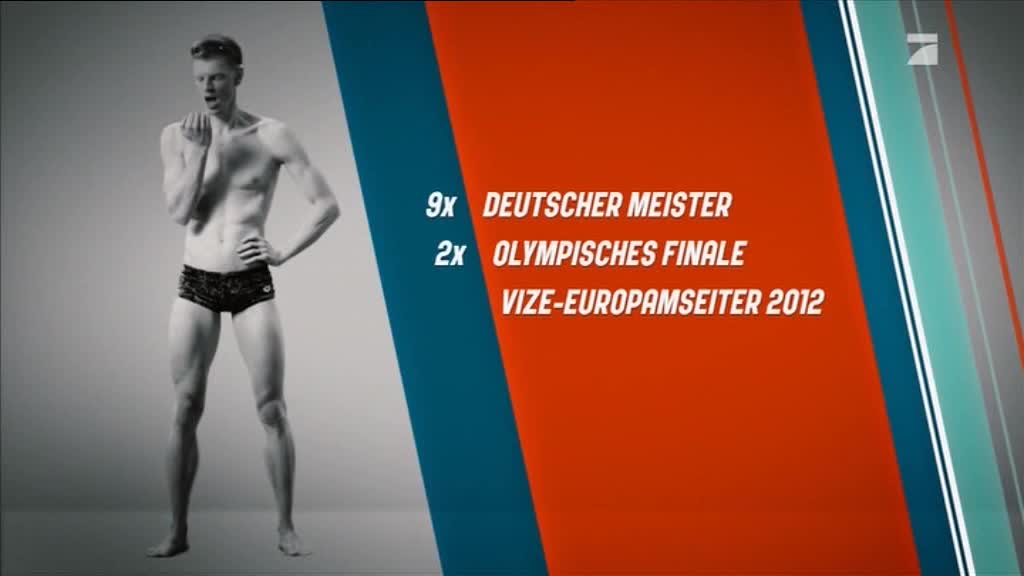 9x DEUTSCHER MEISTER
2x OLYMPISCHES FINALE
VIZE-EUROPAMSEITER 2012